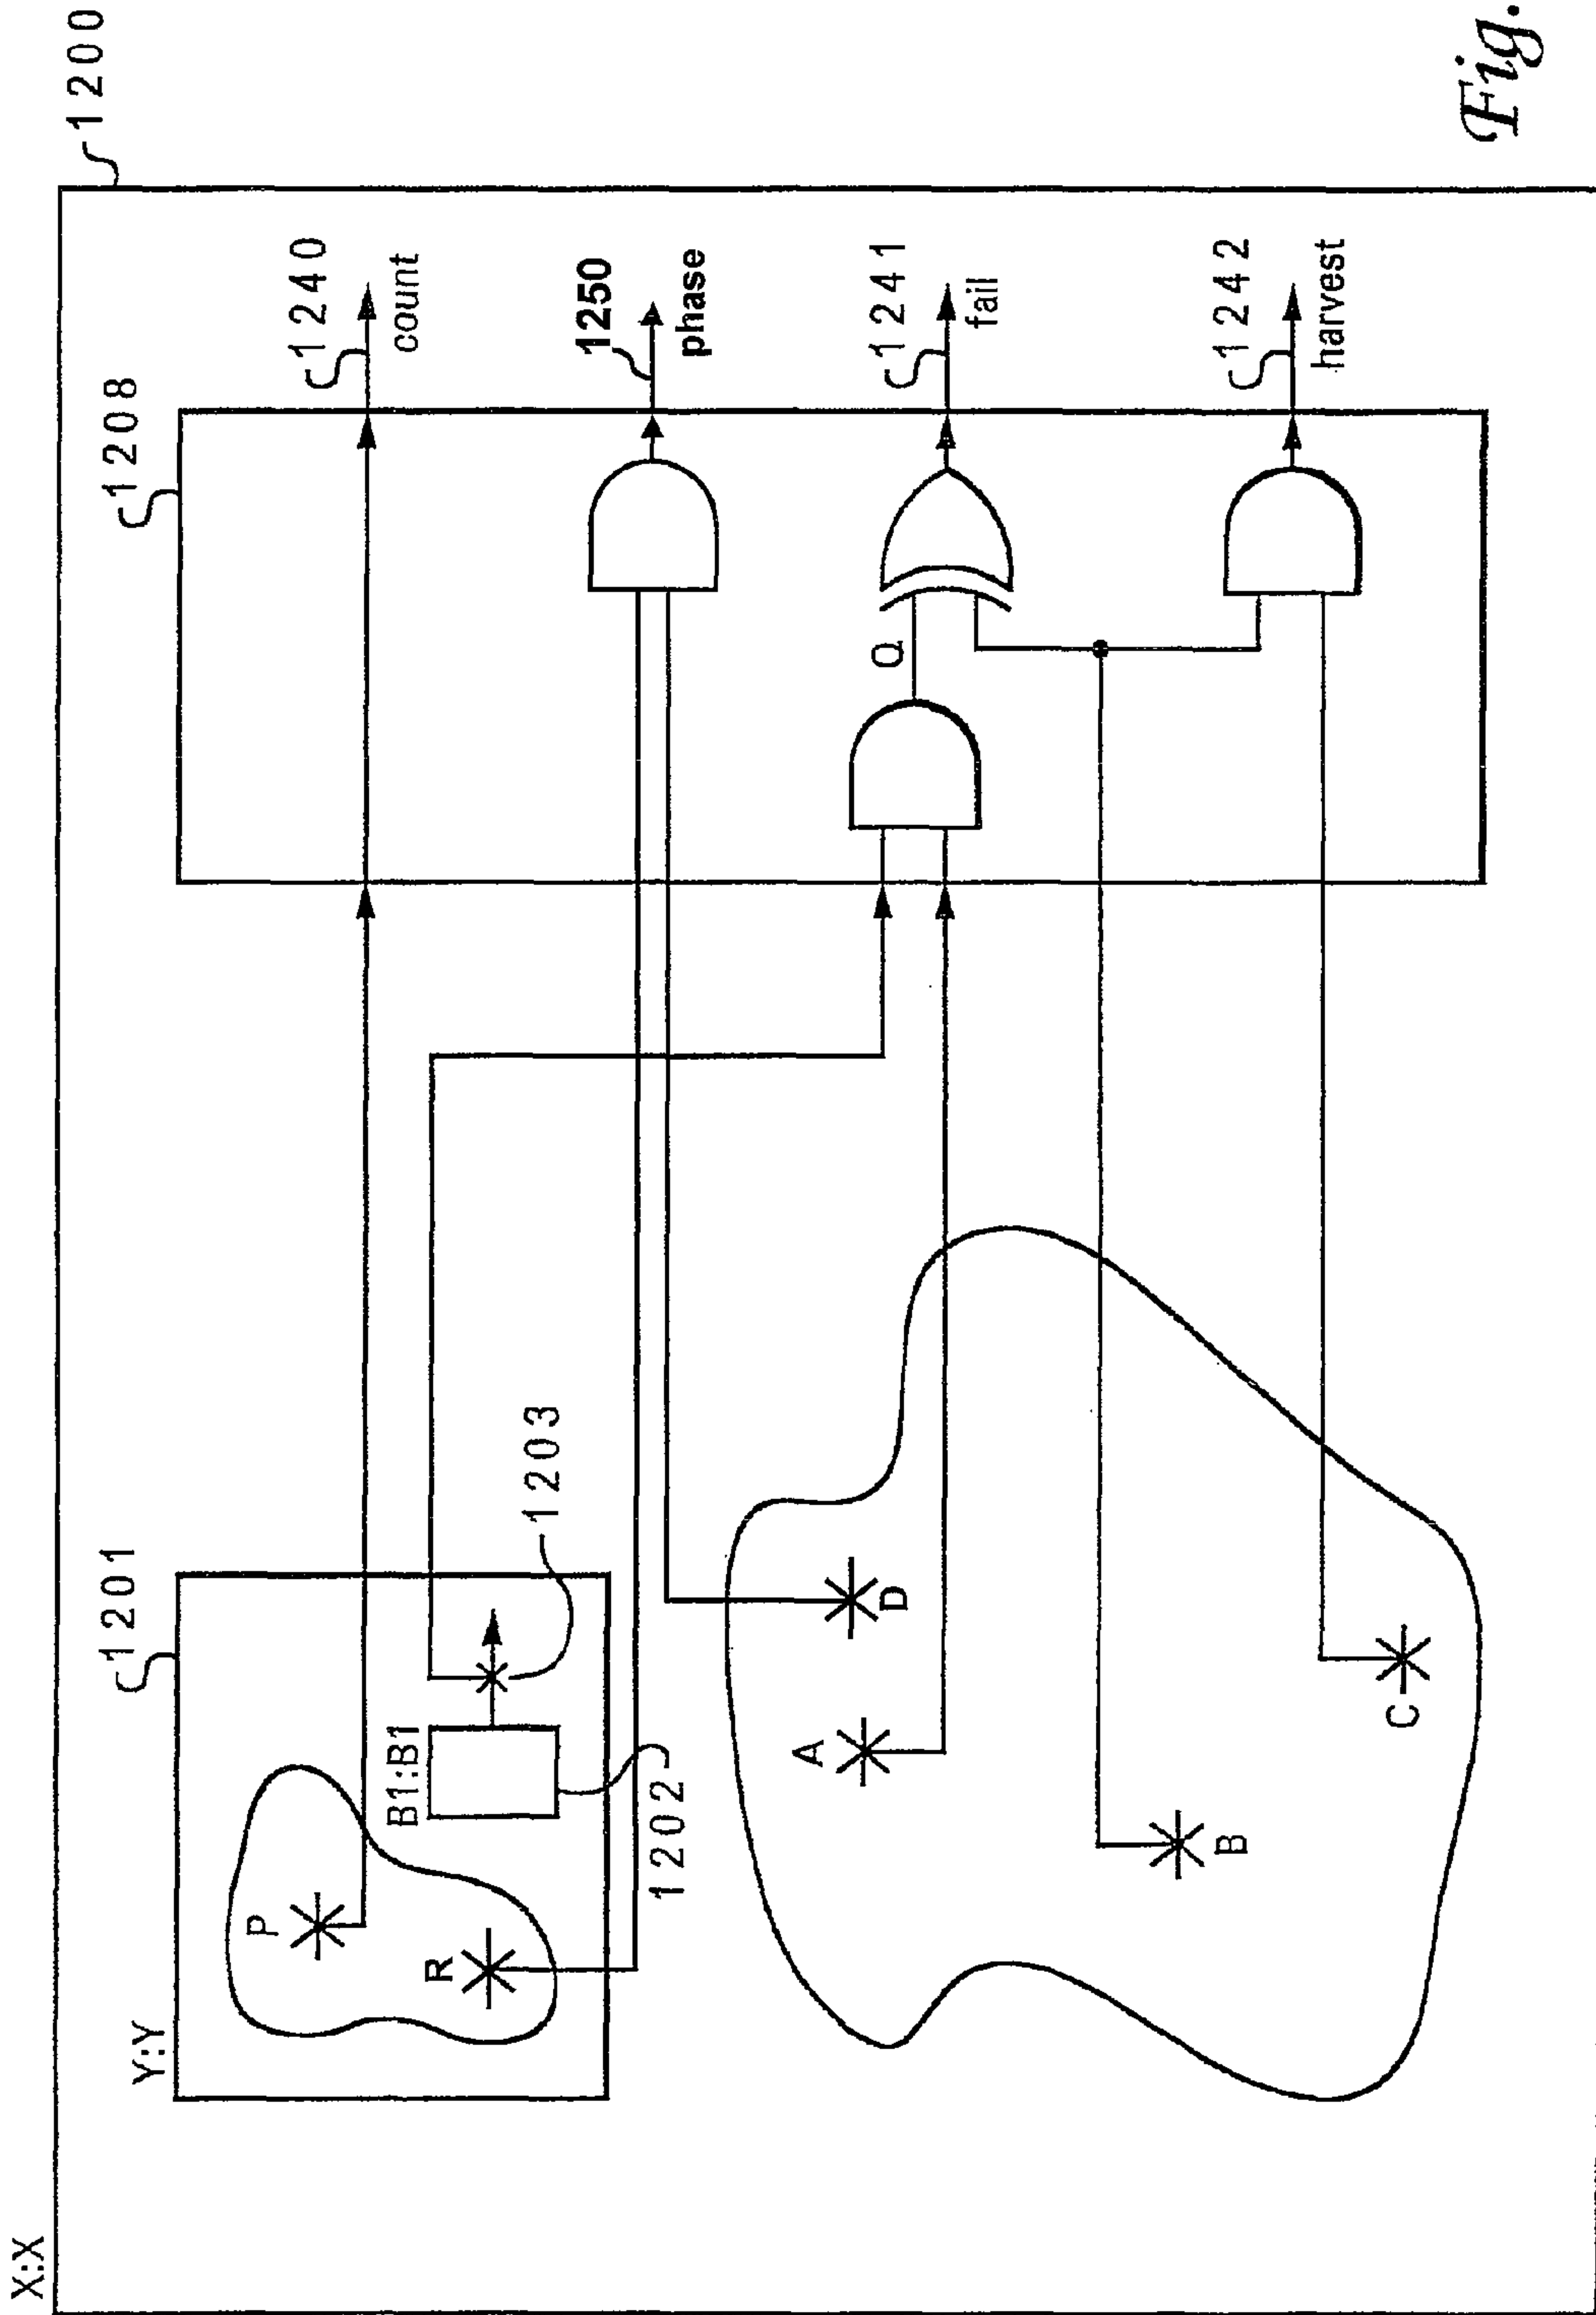 X:X
1200
Y:Y
1201
1208
P
R
B1:B1
1202
1203
1240
count
1250
phase
A
D
Q
1241
fail
B
C
1242
harvest
Fig.